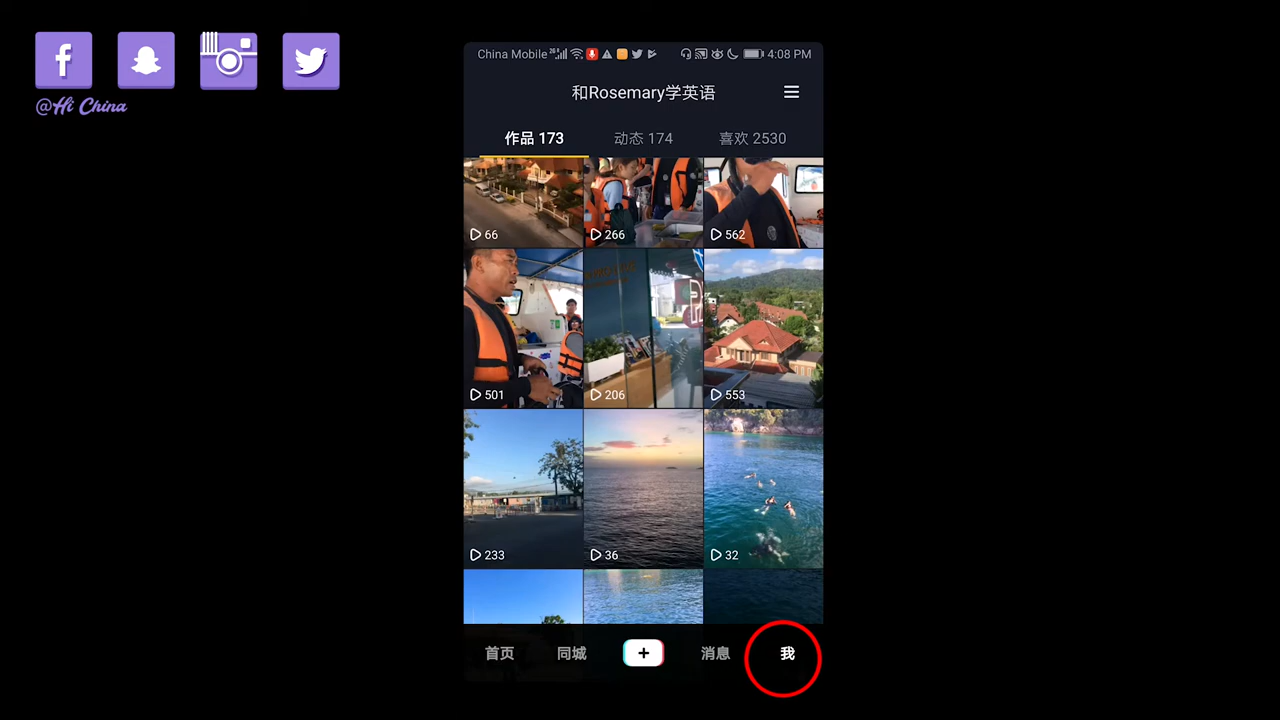 @Hi China
China Mobile 4:08 PM
和Rosemary学英语
作品 173 动态 174 喜欢 2530
66 266 562
501 206 553
233 36 32
首页 同城 消息 我